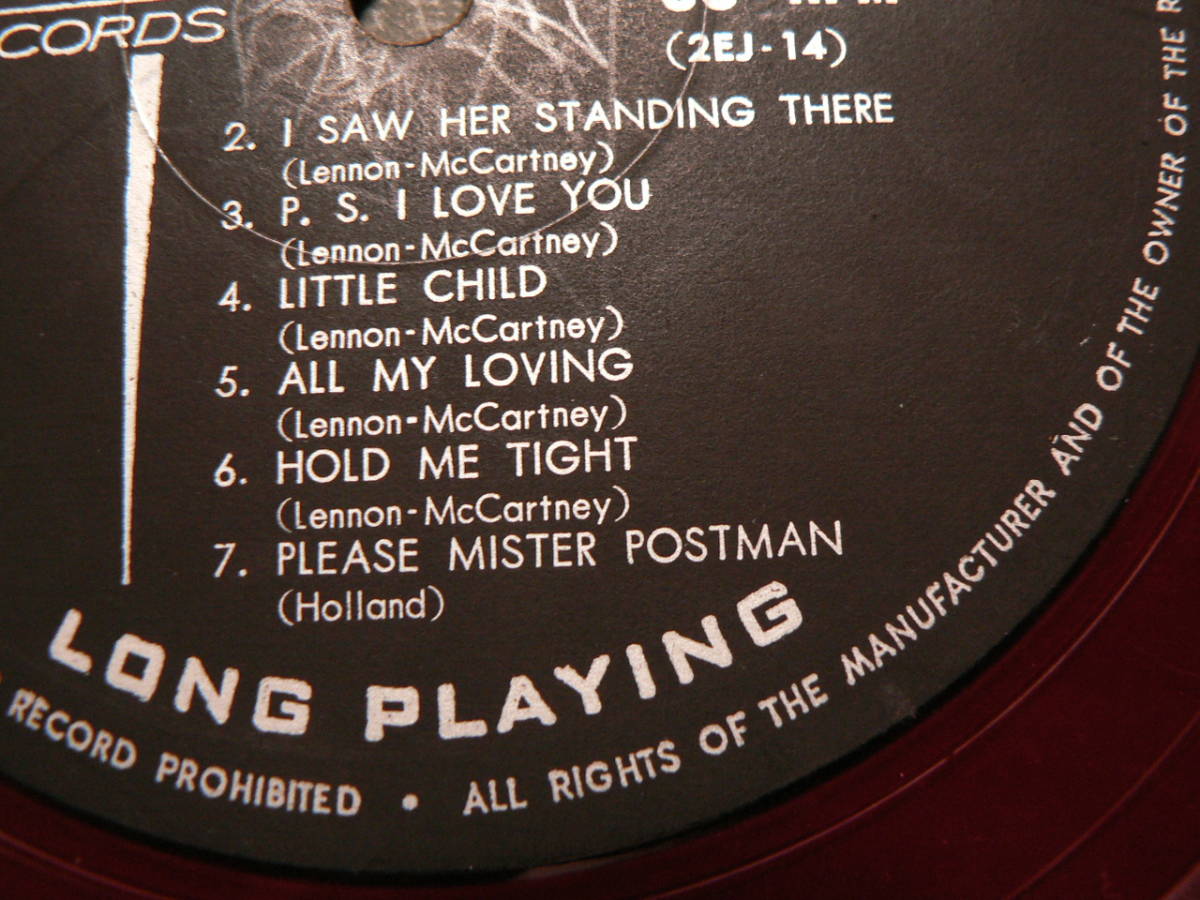 CORDS
(2EJ-14)
2. I SAW HER STANDING THERE
(Lennon-McCartney)
3. P. S. I LOVE YOU
(Lennon-McCartney)
4. LITTLE CHILD
(Lennon-McCartney)
5. ALL MY LOVING
(Lennon-McCartney)
6. HOLD ME TIGHT
(Lennon-McCartney)
7. PLEASE MISTER POSTMAN
(Holland)
LONG PLAYING
RECORD PROHIBITED • ALL RIGHTS OF THE MANUFACTURER AND OF THE OWNER OF THE R